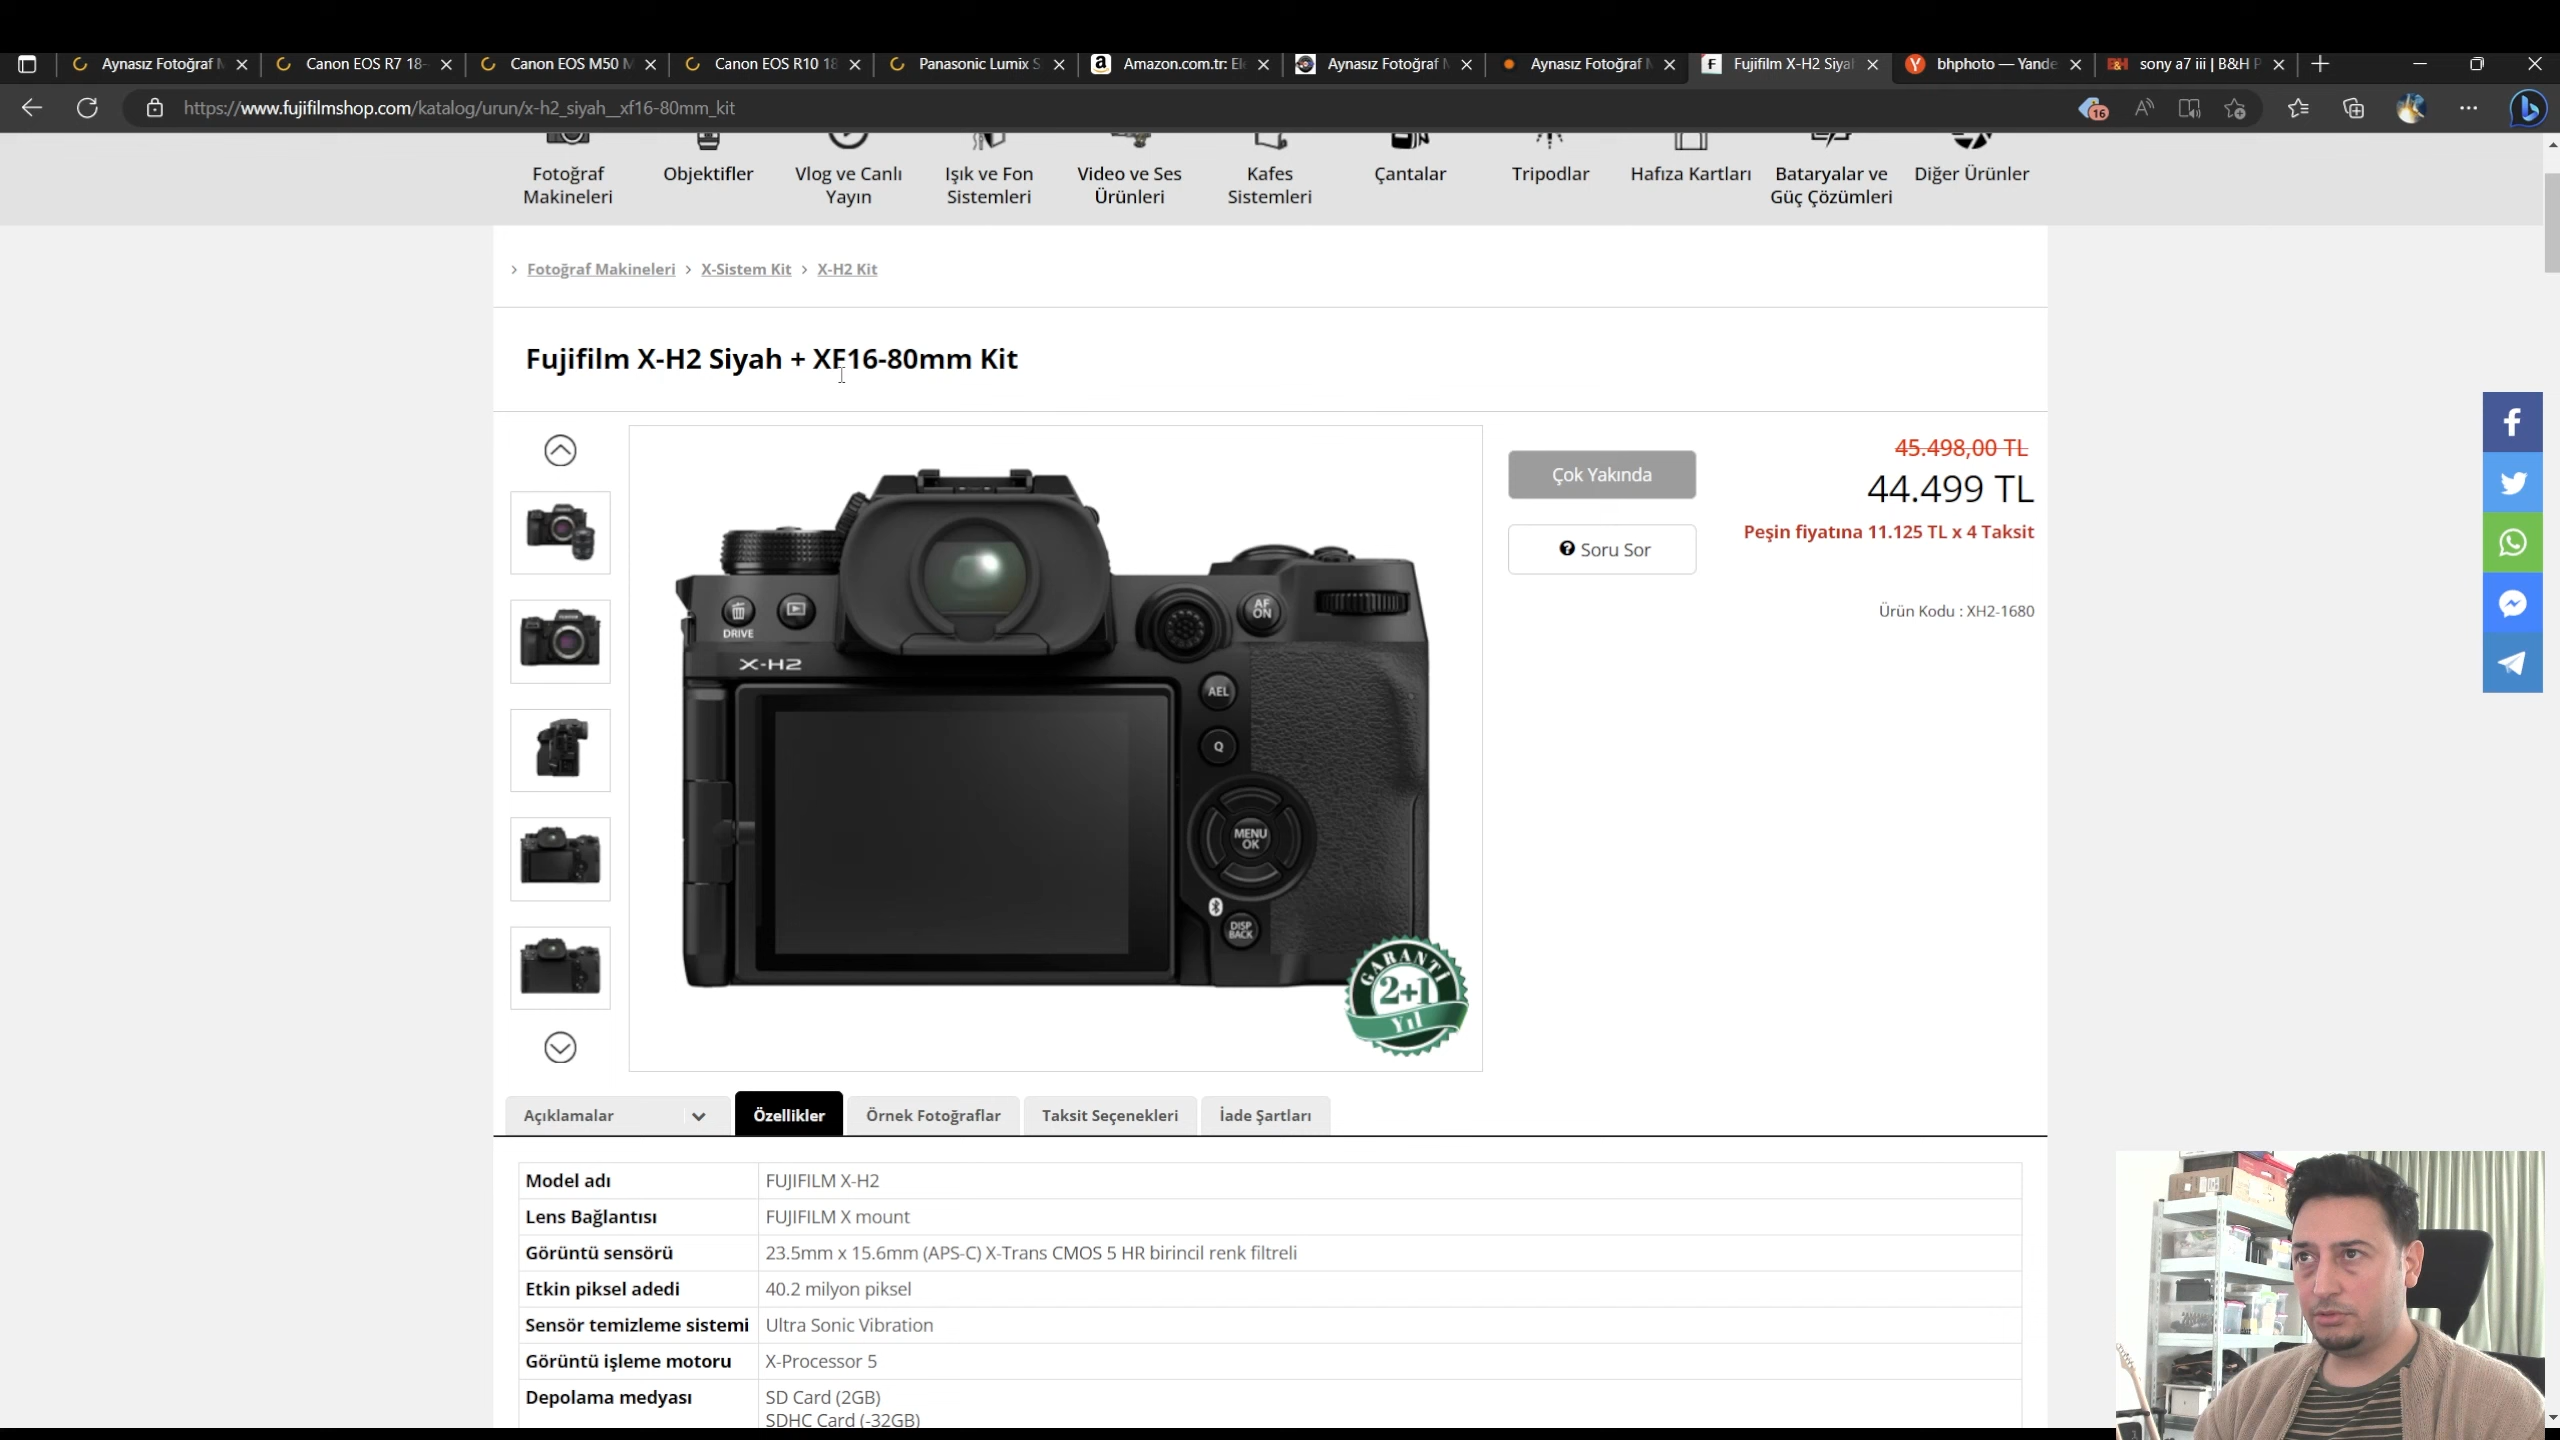 Aynasız Fotoğraf M
Canon EOS R7 18-
Canon EOS M50 M
Canon EOS R10 18
Panasonic Lumix S
Amazon.com.tr: El
Aynasız Fotoğraf M
Aynasız Fotoğraf M
Fujifilm X-H2 Siyal
bhphoto — Yande
sony a7 iii | B&H P
https://www.fujifilmshop.com/katalog/urun/x-h2_siyah__xf16-80mm_kit
16
Fotoğraf
Makineleri
Objektifler
Vlog ve Canlı
Yayın
Işık ve Fon
Sistemleri
Video ve Ses
Ürünleri
Kafes
Sistemleri
Çantalar
Tripodlar
Hafıza Kartları
Bataryalar ve
Güç Çözümleri
Diğer Ürünler
> Fotoğraf Makineleri > X-Sistem Kit > X-H2 Kit
Fujifilm X-H2 Siyah + XF16-80mm Kit
Çok Yakında
Soru Sor
45.498,00 TL
44.499 TL
Peşin fiyatına 11.125 TL x 4 Taksit
Ürün Kodu : XH2-1680
DRIVE
X-H2
AF
ON
AEL
Q
MENU
OK
DISP
BACK
GARANTİ
2+1
Yıl
Açıklamalar
Özellikler
Örnek Fotoğraflar
Taksit Seçenekleri
İade Şartları
Model adı FUJIFILM X-H2
Lens Bağlantısı FUJIFILM X mount
Görüntü sensörü 23.5mm x 15.6mm (APS-C) X-Trans CMOS 5 HR birincil renk filtreli
Etkin piksel adedi 40.2 milyon piksel
Sensör temizleme sistemi Ultra Sonic Vibration
Görüntü işleme motoru X-Processor 5
Depolama medyası SD Card (2GB)
SDHC Card (-32GB)